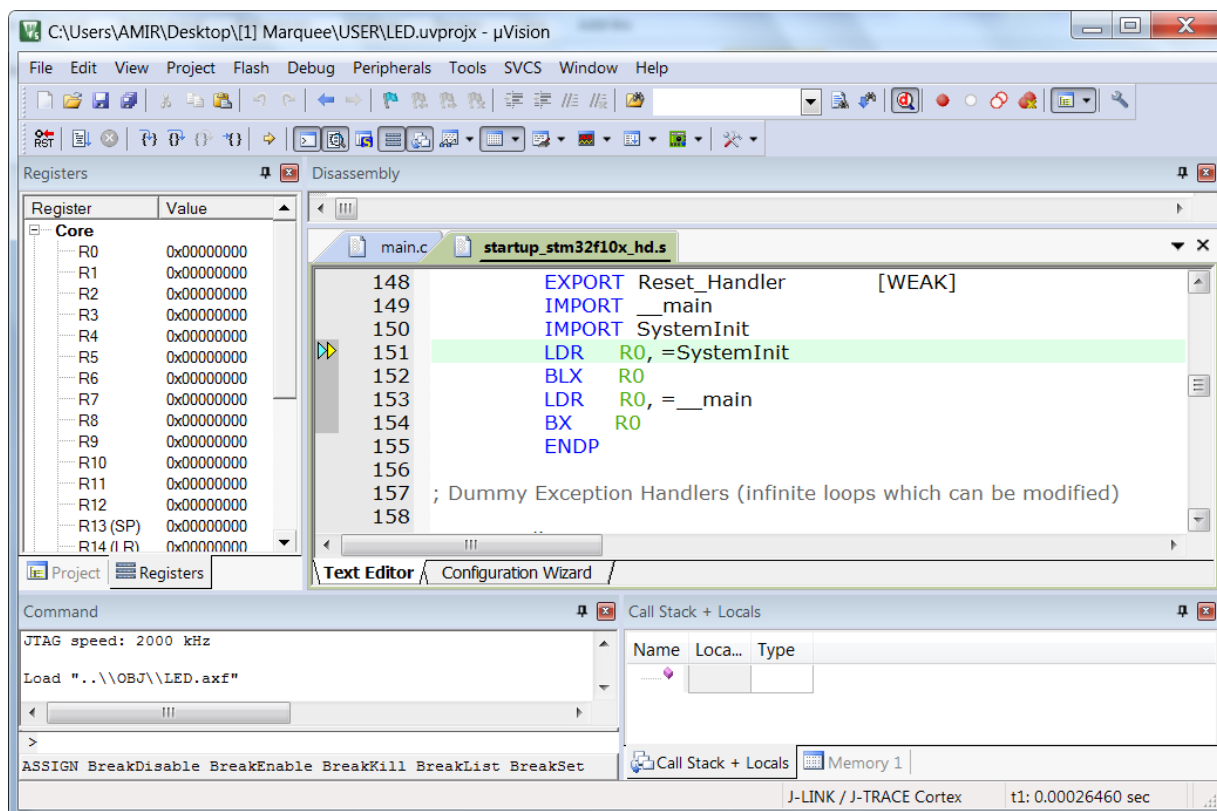 C:\Users\AMIR\Desktop\[1] Marquee\USER\LED.uvprojx - µVision
File Edit View Project Flash Debug Peripherals Tools SVCS Window Help
RST
Registers
Disassembly
Register Value
Core
R0 0x00000000
R1 0x00000000
R2 0x00000000
R3 0x00000000
R4 0x00000000
R5 0x00000000
R6 0x00000000
R7 0x00000000
R8 0x00000000
R9 0x00000000
R10 0x00000000
R11 0x00000000
R12 0x00000000
R13 (SP) 0x00000000
R14 (LR) 0x00000000
Project Registers
main.c startup_stm32f10x_hd.s
148 EXPORT Reset_Handler [WEAK]
149 IMPORT __main
150 IMPORT SystemInit
151 LDR R0, =SystemInit
152 BLX R0
153 LDR R0, =__main
154 BX R0
155 ENDP
156
157 ; Dummy Exception Handlers (infinite loops which can be modified)
158
Text Editor Configuration Wizard
Command
JTAG speed: 2000 kHz
Load "..\\OBJ\\LED.axf"
>
ASSIGN BreakDisable BreakEnable BreakKill BreakList BreakSet
Call Stack + Locals
Name Loca... Type
Call Stack + Locals Memory 1
J-LINK / J-TRACE Cortex t1: 0.00026460 sec